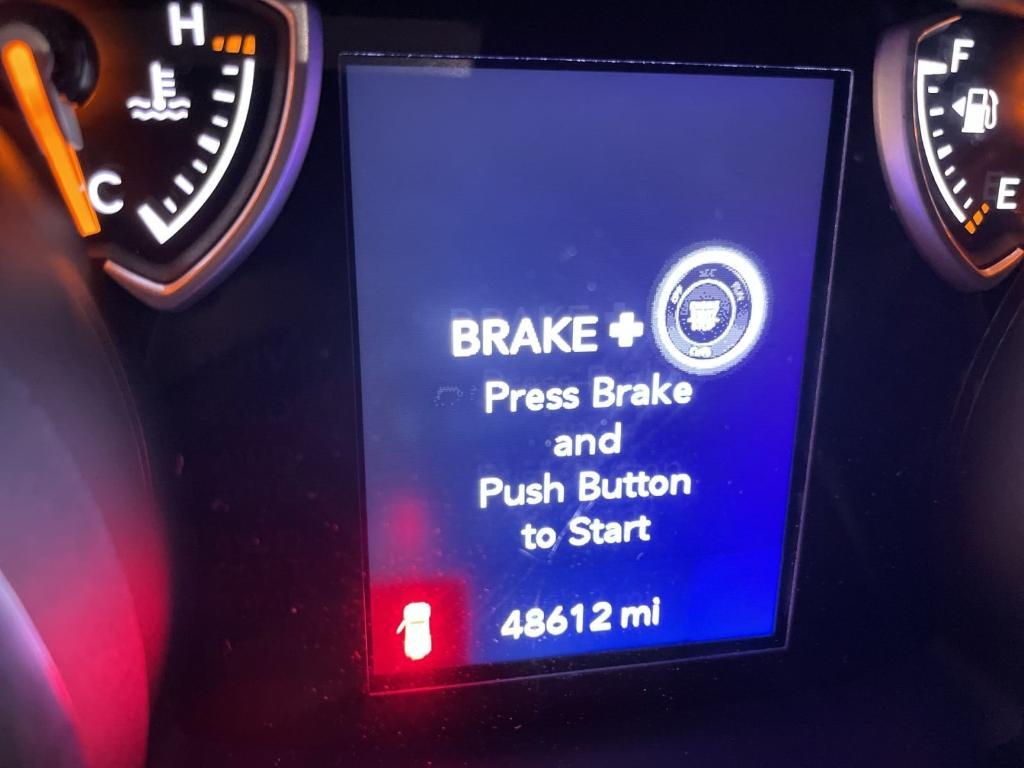 H
C
F
E
BRAKE +
Press Brake
and
Push Button
to Start
48612 mi